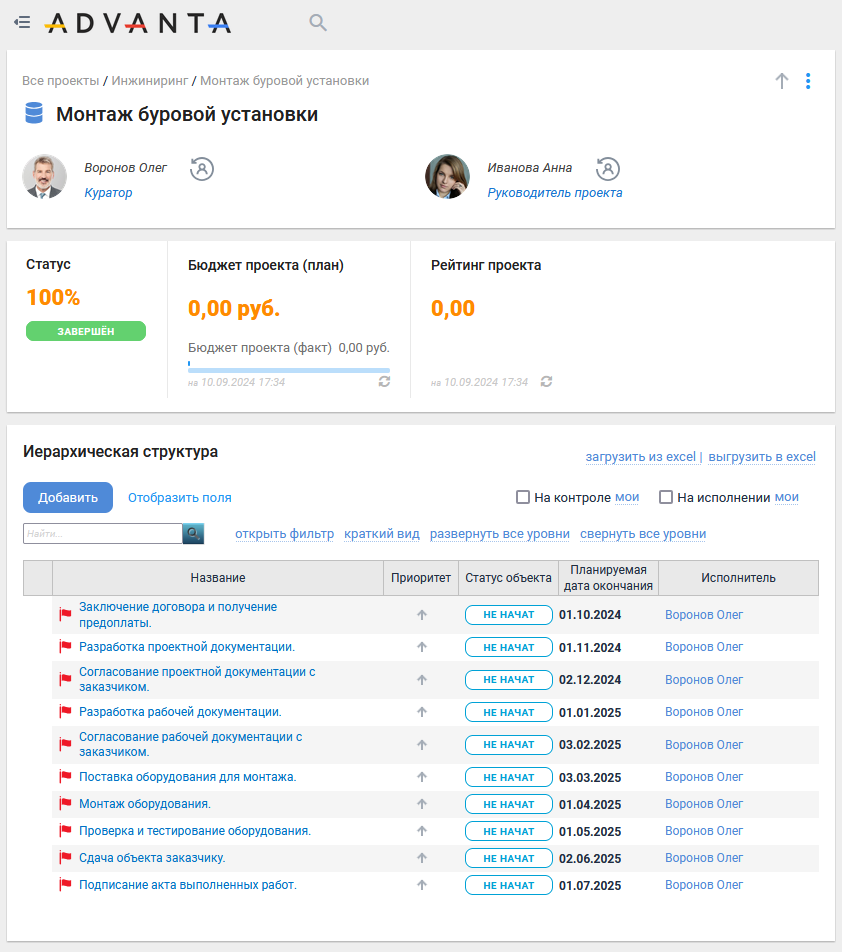 ADVANTA
Все проекты / Инжиниринг / Монтаж буровой установки
Монтаж буровой установки
Воронов Олег
Куратор
Иванова Анна
Руководитель проекта
Статус
100%
ЗАВЕРШЁН
Бюджет проекта (план)
0,00 руб.
Бюджет проекта (факт) 0,00 руб.
на 10.09.2024 17:34
Рейтинг проекта
0,00
на 10.09.2024 17:34
Иерархическая структура
загрузить из excel | выгрузить в excel
Добавить Отобразить поля
На контроле мои На исполнении мои
Найти...
открыть фильтр краткий вид развернуть все уровни свернуть все уровни
Название Приоритет Статус объекта Планируемая
дата окончания Исполнитель
Заключение договора и получение
предоплаты. НЕ НАЧАТ 01.10.2024 Воронов Олег
Разработка проектной документации. НЕ НАЧАТ 01.11.2024 Воронов Олег
Согласование проектной документации с
заказчиком. НЕ НАЧАТ 02.12.2024 Воронов Олег
Разработка рабочей документации. НЕ НАЧАТ 01.01.2025 Воронов Олег
Согласование рабочей документации с
заказчиком. НЕ НАЧАТ 03.02.2025 Воронов Олег
Поставка оборудования для монтажа. НЕ НАЧАТ 03.03.2025 Воронов Олег
Монтаж оборудования. НЕ НАЧАТ 01.04.2025 Воронов Олег
Проверка и тестирование оборудования. НЕ НАЧАТ 01.05.2025 Воронов Олег
Сдача объекта заказчику. НЕ НАЧАТ 02.06.2025 Воронов Олег
Подписание акта выполненных работ. НЕ НАЧАТ 01.07.2025 Воронов Олег